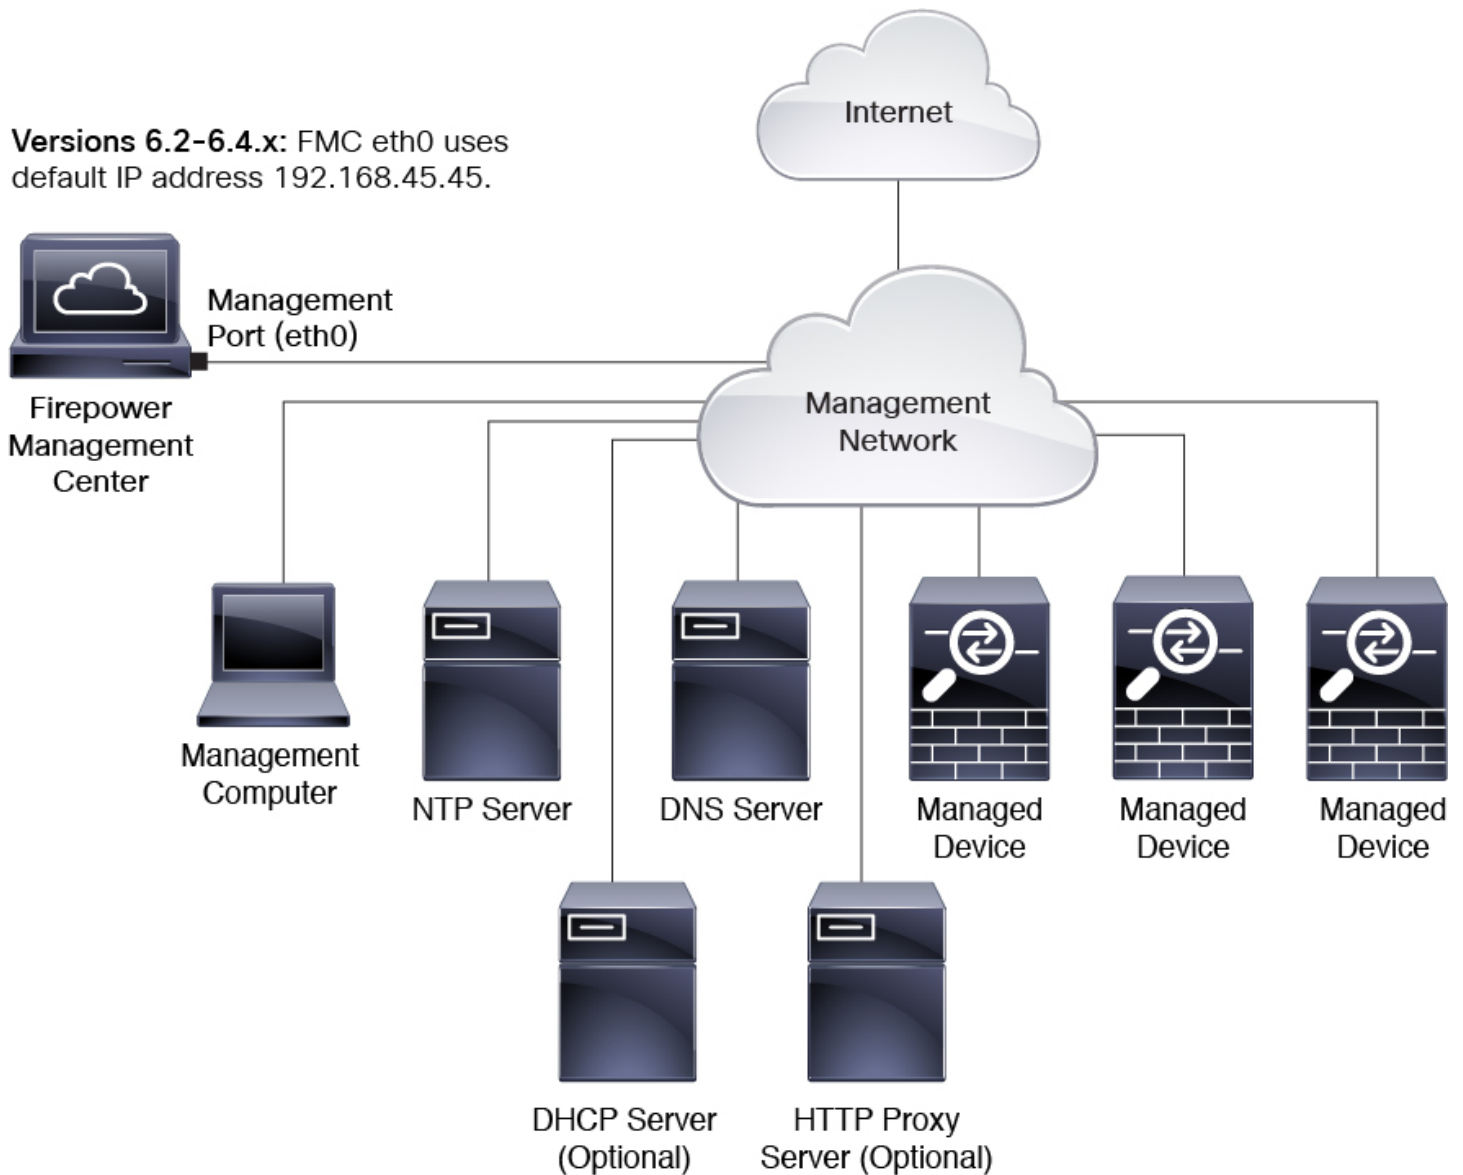 Internet
Versions 6.2-6.4.x: FMC eth0 uses
default IP address 192.168.45.45.
Management
Port (eth0)
Firepower
Management
Center
Management
Network
Management
Computer
NTP Server
DNS Server
Managed
Device
Managed
Device
Managed
Device
DHCP Server
(Optional)
HTTP Proxy
Server (Optional)